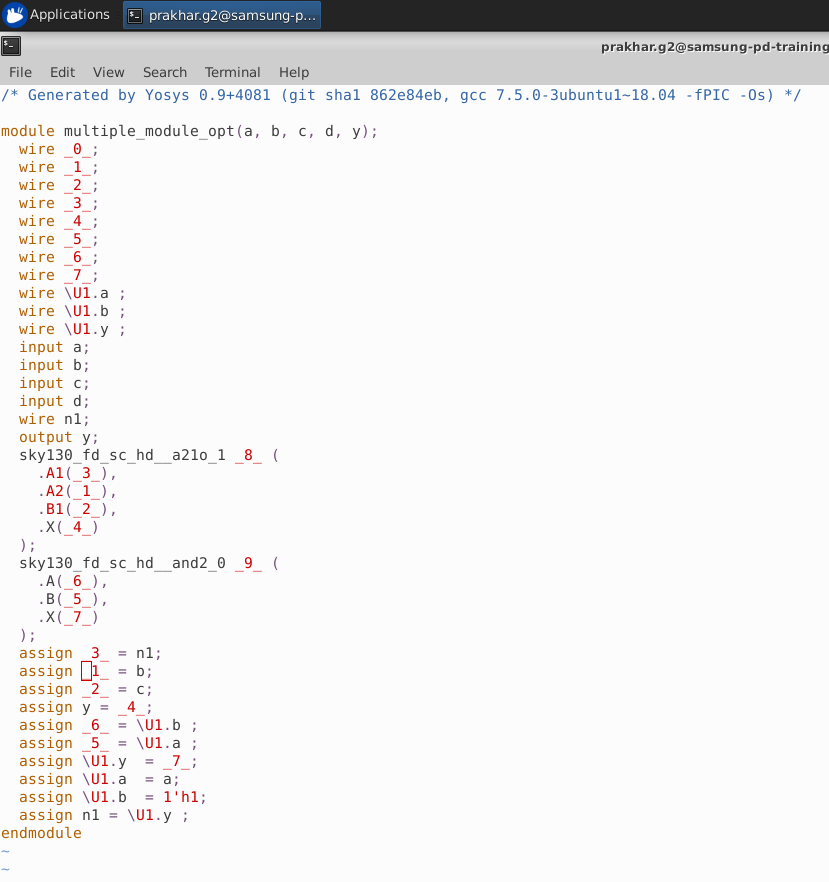 Applications
prakhar.g2@samsung-p...
prakhar.g2@samsung-pd-training
File Edit View Search Terminal Help
/* Generated by Yosys 0.9+4081 (git sha1 862e84eb, gcc 7.5.0-3ubuntu1~18.04 -fPIC -Os) */
module multiple_module_opt(a, b, c, d, y);
  wire _0_;
  wire _1_;
  wire _2_;
  wire _3_;
  wire _4_;
  wire _5_;
  wire _6_;
  wire _7_;
  wire \U1.a ;
  wire \U1.b ;
  wire \U1.y ;
  input a;
  input b;
  input c;
  input d;
  wire n1;
  output y;
  sky130_fd_sc_hd__a21o_1 _8_ (
    .A1(_3_),
    .A2(_1_),
    .B1(_2_),
    .X(_4_)
  );
  sky130_fd_sc_hd__and2_0 _9_ (
    .A(_6_),
    .B(_5_),
    .X(_7_)
  );
  assign _3_ = n1;
  assign _1_ = b;
  assign _2_ = c;
  assign y = _4_;
  assign _6_ = \U1.b ;
  assign _5_ = \U1.a ;
  assign \U1.y  = _7_;
  assign \U1.a  = a;
  assign \U1.b  = 1'h1;
  assign n1 = \U1.y ;
endmodule
~
~